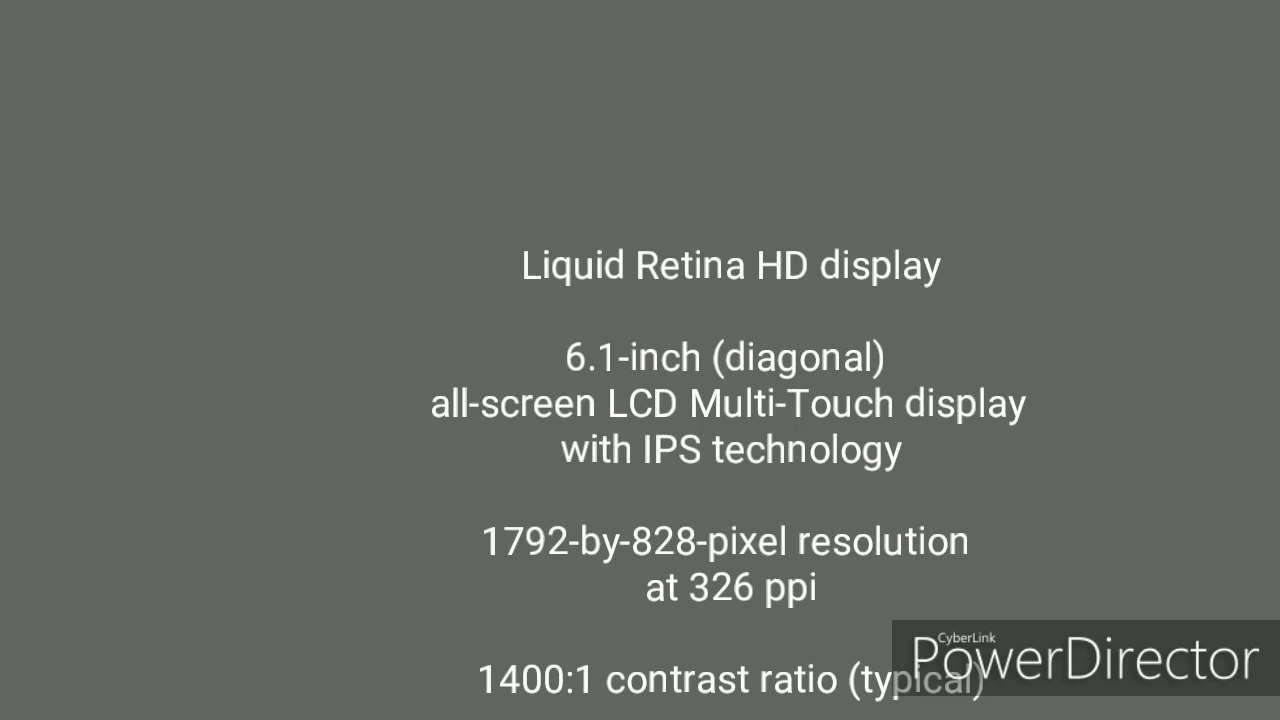 Liquid Retina HD display
6.1-inch (diagonal)
all-screen LCD Multi-Touch display
with IPS technology
1792-by-828-pixel resolution
at 326 ppi
1400:1 contrast ratio (typical)
CyberLink
PowerDirector